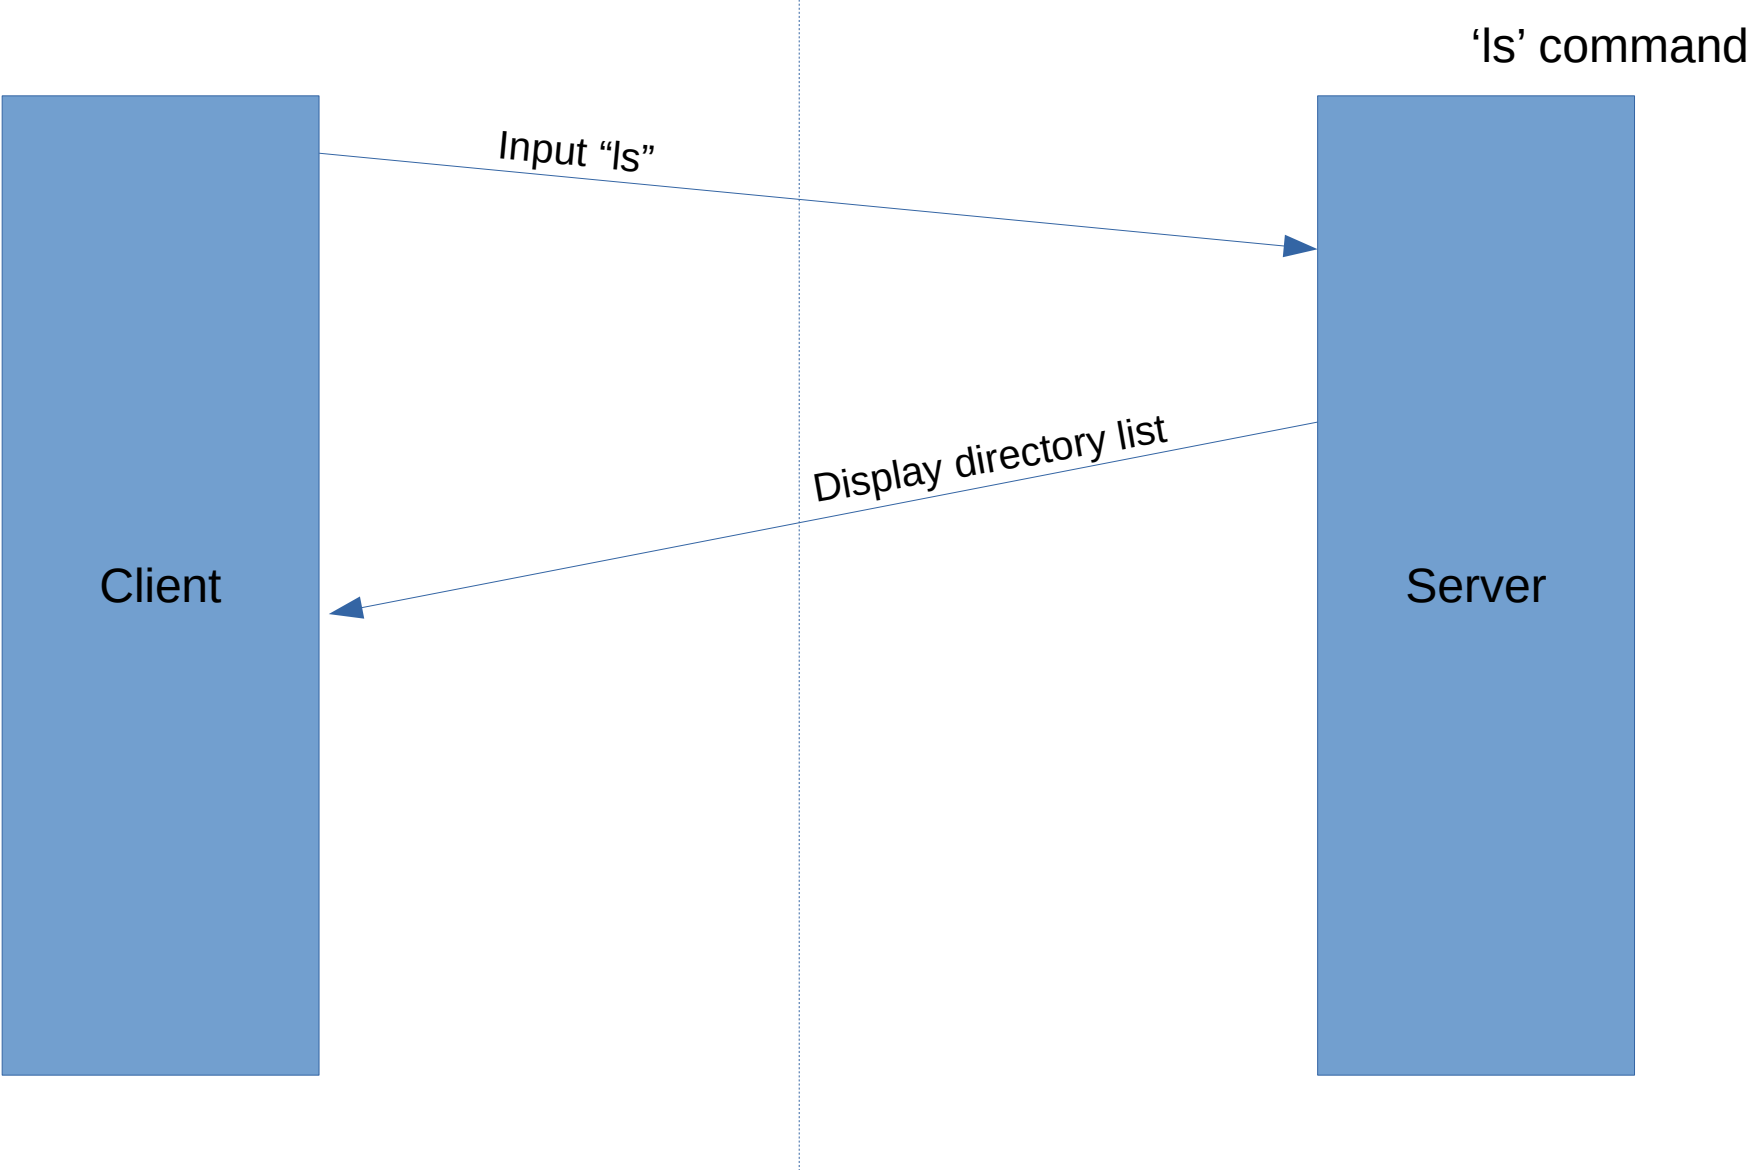 ‘ls’ command
Input “ls”
Display directory list
Client
Server